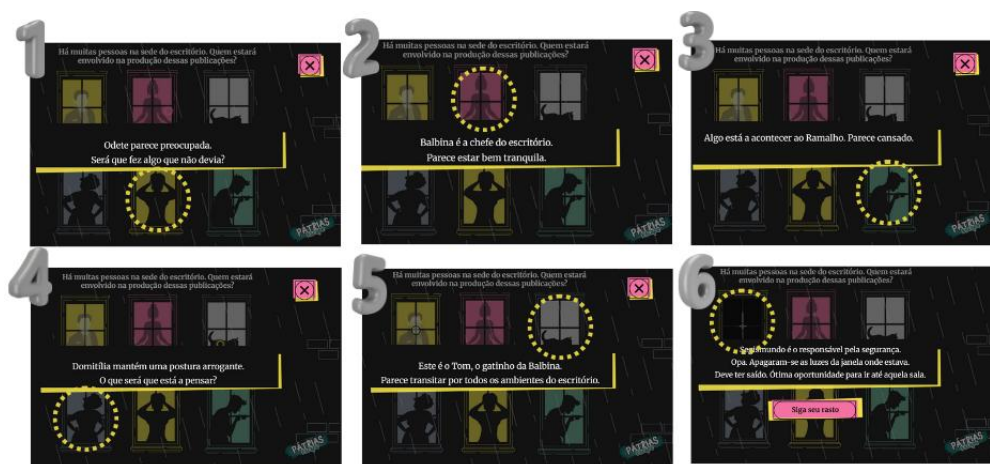 1
Há muitas pessoas na sede do escritório. Quem estará
envolvido na produção dessas publicações?
Odete parece preocupada.
Será que fez algo que não devia?
PÁTRIAS
2
Há muitas pessoas na sede do escritório. Quem estará
envolvido na produção dessas publicações?
Balbina é a chefe do escritório.
Parece estar bem tranquila.
PÁTRIAS
3
Há muitas pessoas na sede do escritório. Quem estará
envolvido na produção dessas publicações?
Algo está a acontecer ao Ramalho. Parece cansado.
PÁTRIAS
4
Há muitas pessoas na sede do escritório. Quem estará
envolvido na produção dessas publicações?
Domitília mantém uma postura arrogante.
O que será que está a pensar?
PÁTRIAS
5
Há muitas pessoas na sede do escritório. Quem estará
envolvido na produção dessas publicações?
Este é o Tom, o gatinho da Balbina.
Parece transitar por todos os ambientes do escritório.
PÁTRIAS
6
Há muitas pessoas na sede do escritório. Quem estará
envolvido na produção dessas publicações?
Segismundo é o responsável pela segurança.
Opa. Apagaram-se as luzes da janela onde estava.
Deve ter saído. Ótima oportunidade para ir até aquela sala.
Siga seu rasto
PÁTRIAS